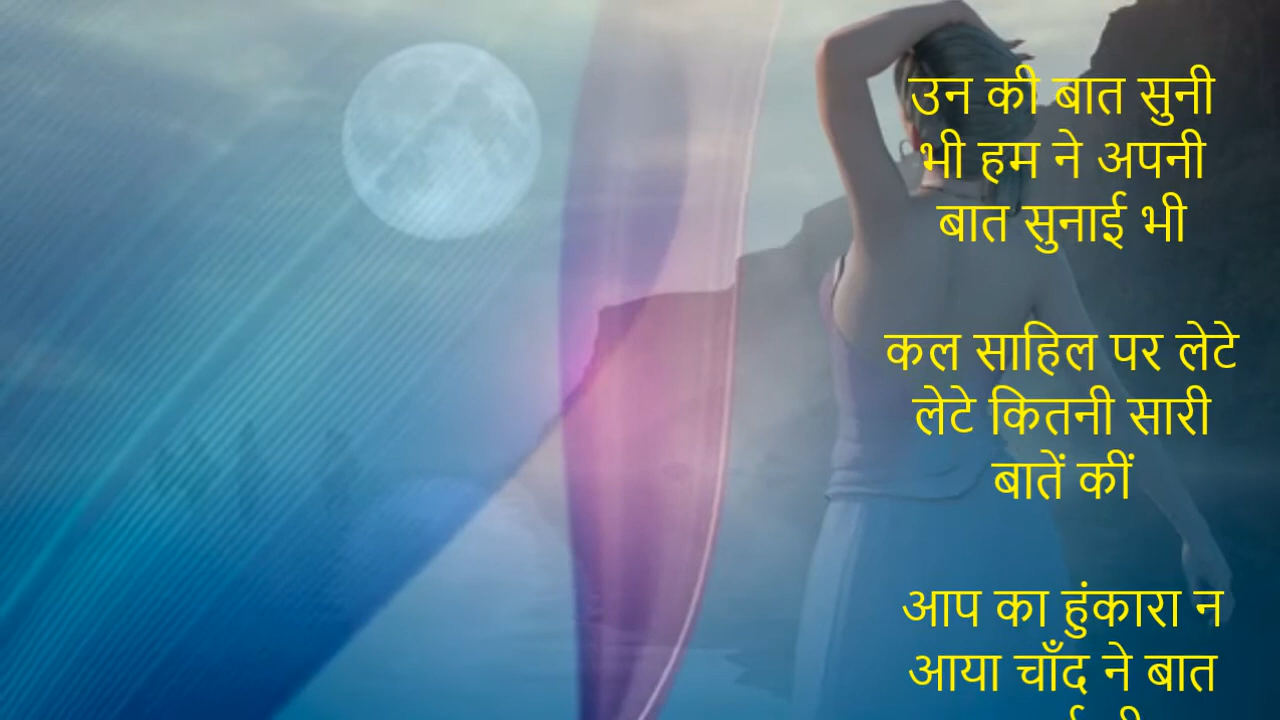 उन की बात सुनी
भी हम ने अपनी
बात सुनाई भी
कल साहिल पर लेटे
लेटे कितनी सारी
बातें कीं
आप का हुंकारा न
आया चाँद ने बात